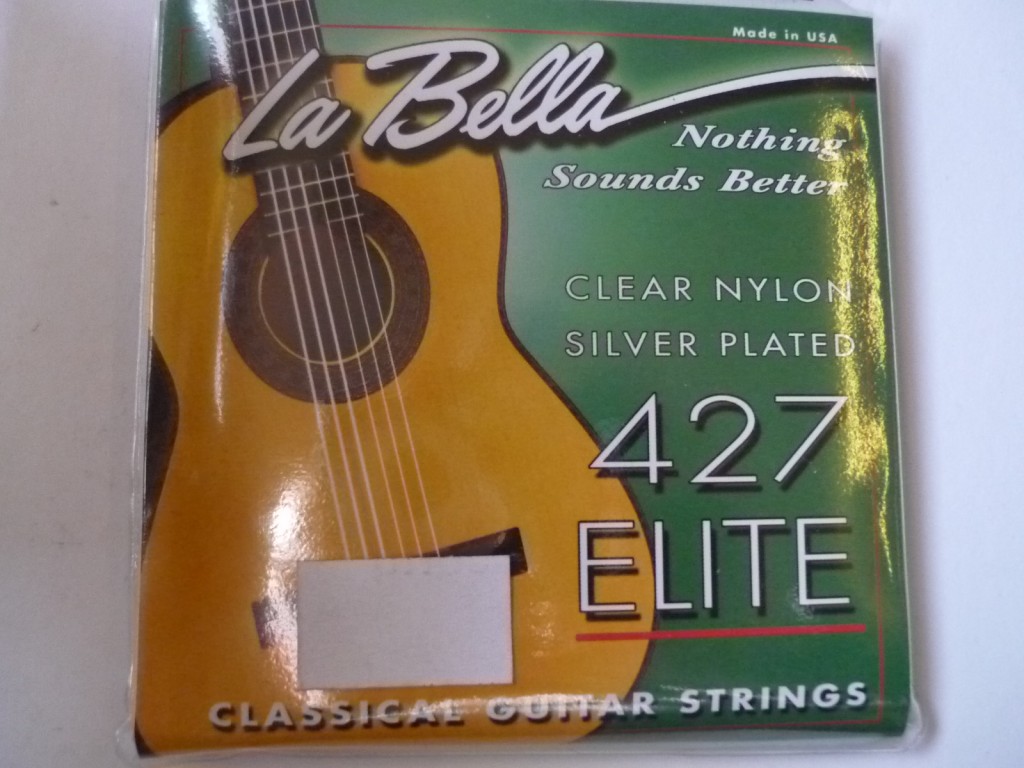 Made in USA
La Bella
Nothing
Sounds Better
CLEAR NYLON
SILVER PLATED
427
ELITE
CLASSICAL GUITAR STRINGS